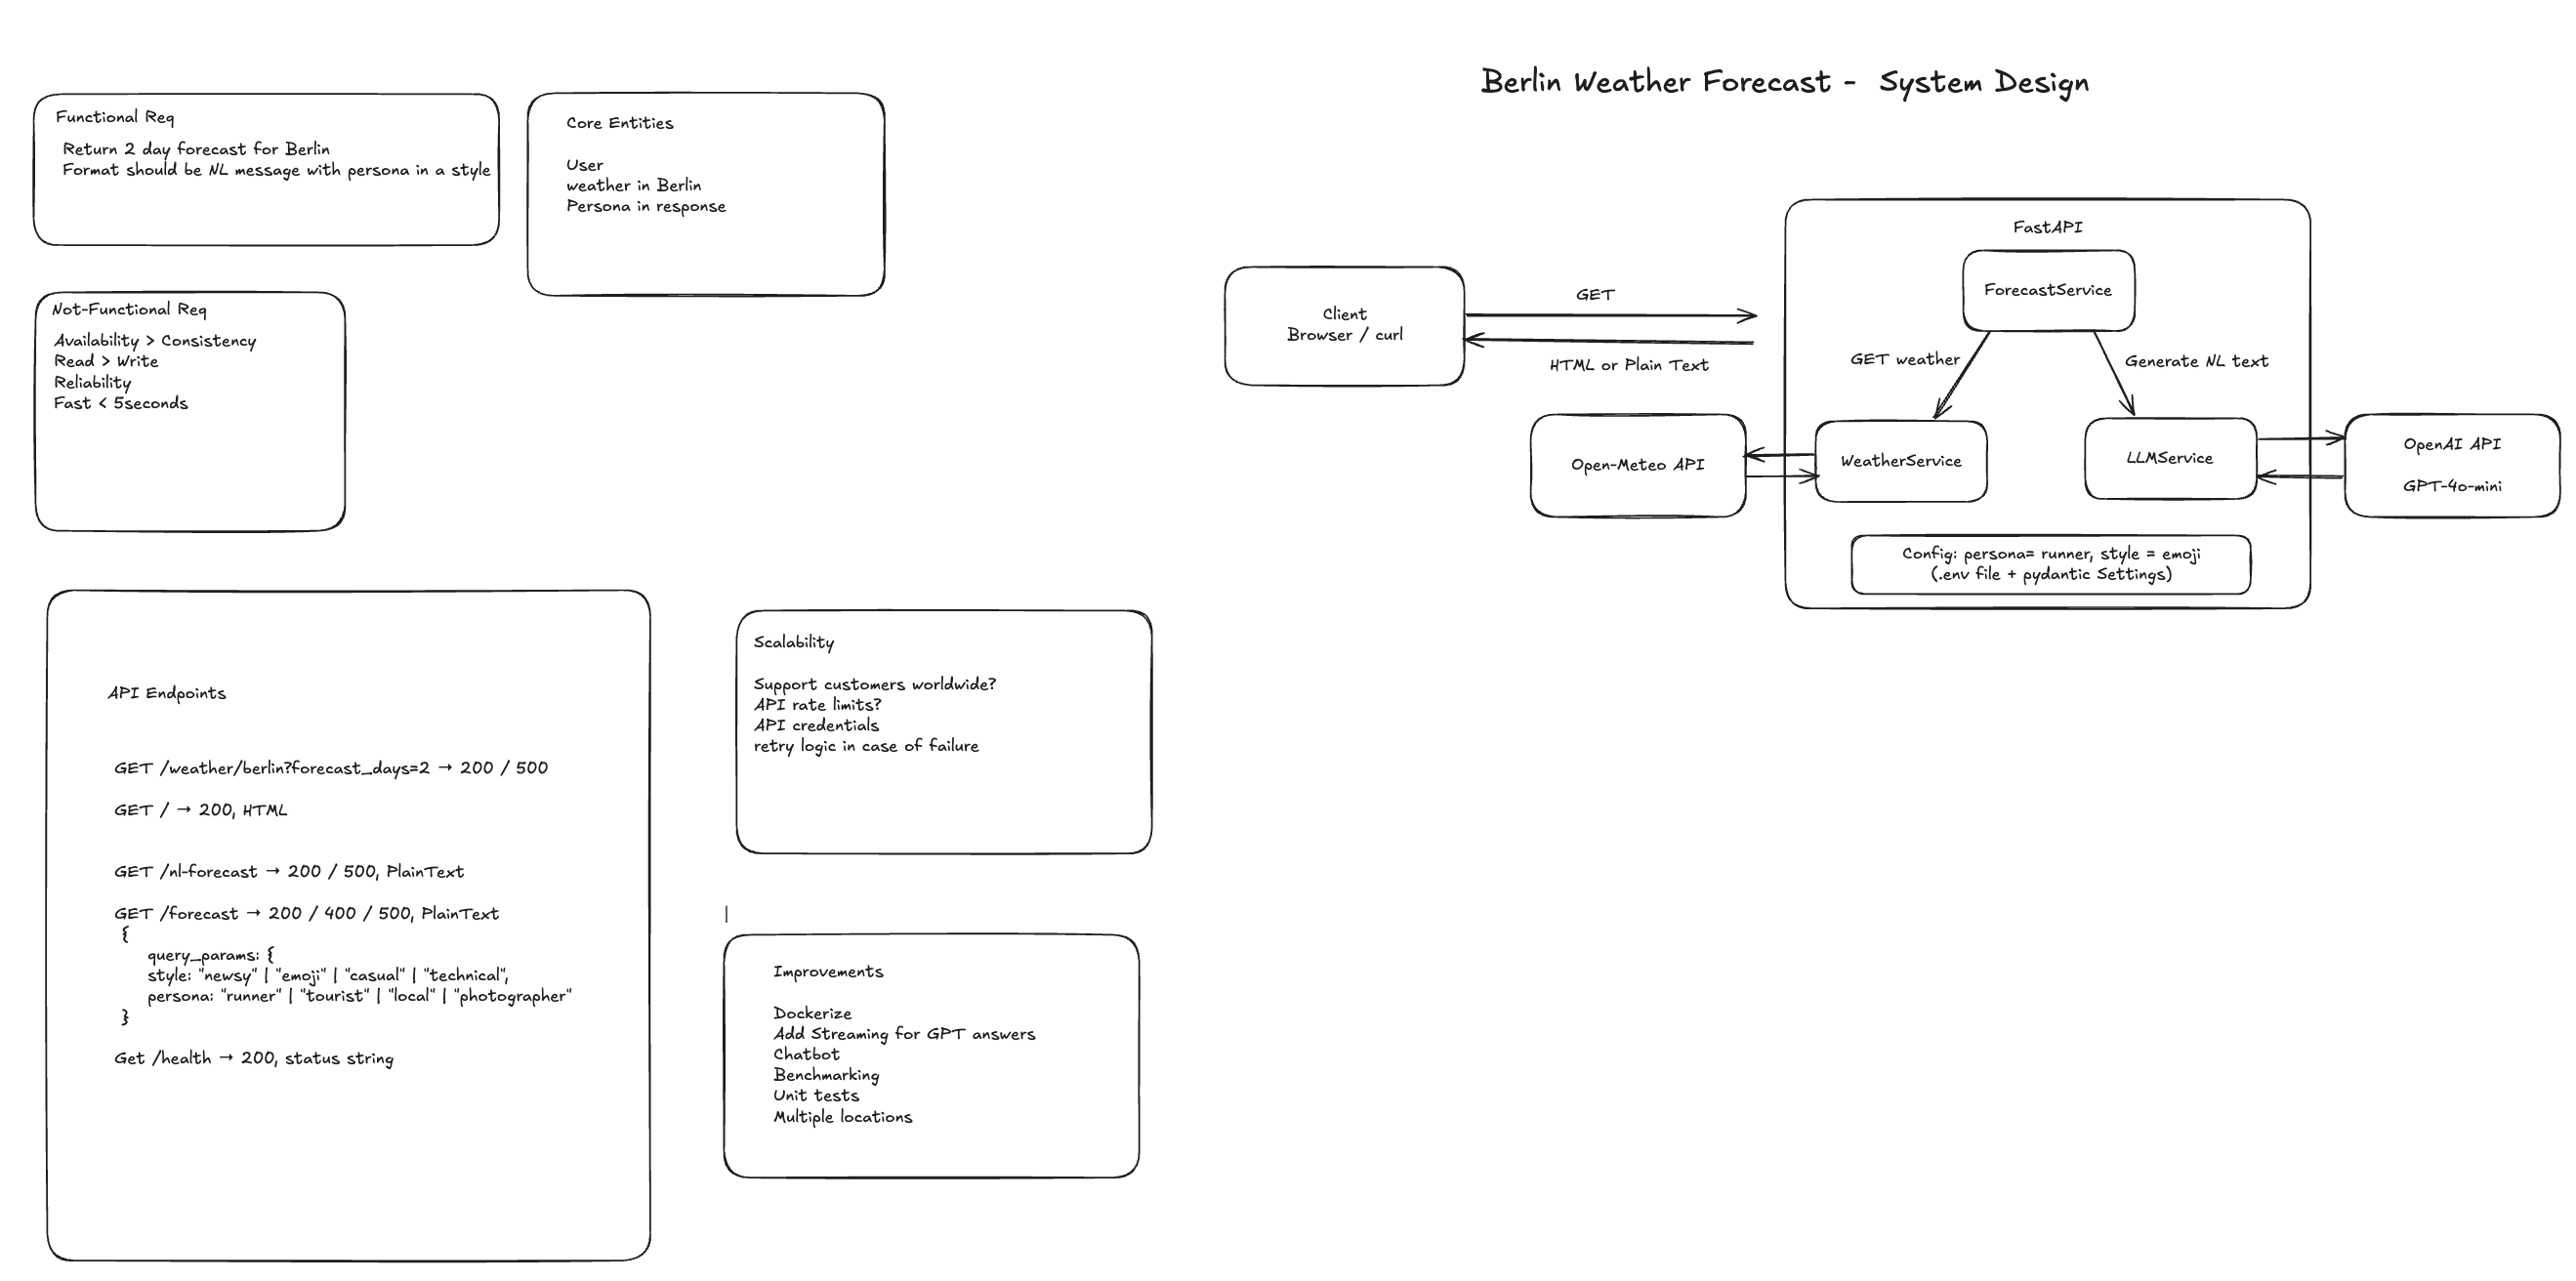 Berlin Weather Forecast - System Design
Functional Req
Return 2 day forecast for Berlin
Format should be NL message with persona in a style
Core Entities
User
weather in Berlin
Persona in response
Not-Functional Req
Availability > Consistency
Read > Write
Reliability
Fast < 5seconds
API Endpoints
GET /weather/berlin?forecast_days=2 → 200 / 500
GET / → 200, HTML
GET /nl-forecast → 200 / 500, PlainText
GET /forecast → 200 / 400 / 500, PlainText
{
query_params: {
style: "newsy" | "emoji" | "casual" | "technical",
persona: "runner" | "tourist" | "local" | "photographer"
}
Get /health → 200, status string
Scalability
Support customers worldwide?
API rate limits?
API credentials
retry logic in case of failure
|
Improvements
Dockerize
Add Streaming for GPT answers
Chatbot
Benchmarking
Unit tests
Multiple locations
Client
Browser / curl
GET
HTML or Plain Text
FastAPI
ForecastService
GET weather
Generate NL text
Open-Meteo API
WeatherService
LLMService
OpenAI API
GPT-4o-mini
Config: persona= runner, style = emoji
(.env file + pydantic Settings)